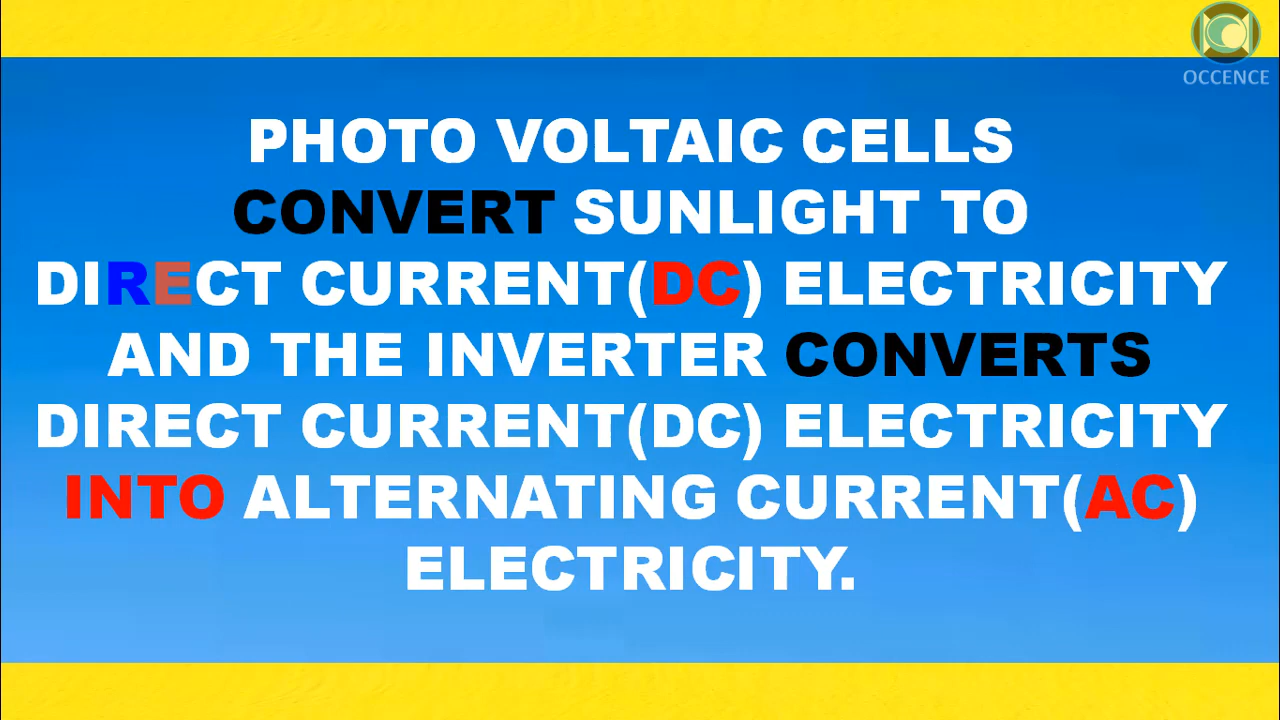 OCCENCE
PHOTO VOLTAIC CELLS
CONVERT SUNLIGHT TO
DIRECT CURRENT(DC) ELECTRICITY
AND THE INVERTER CONVERTS
DIRECT CURRENT(DC) ELECTRICITY
INTO ALTERNATING CURRENT(AC)
ELECTRICITY.